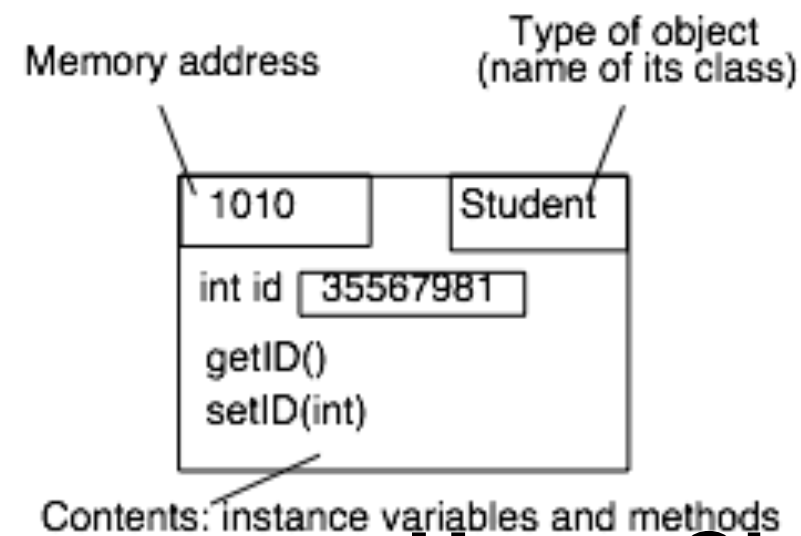 Type of object
Memory address
(name of its class)
1010
Student
int id 35567981
getID()
setID(int)
Contents: instance variables and methods